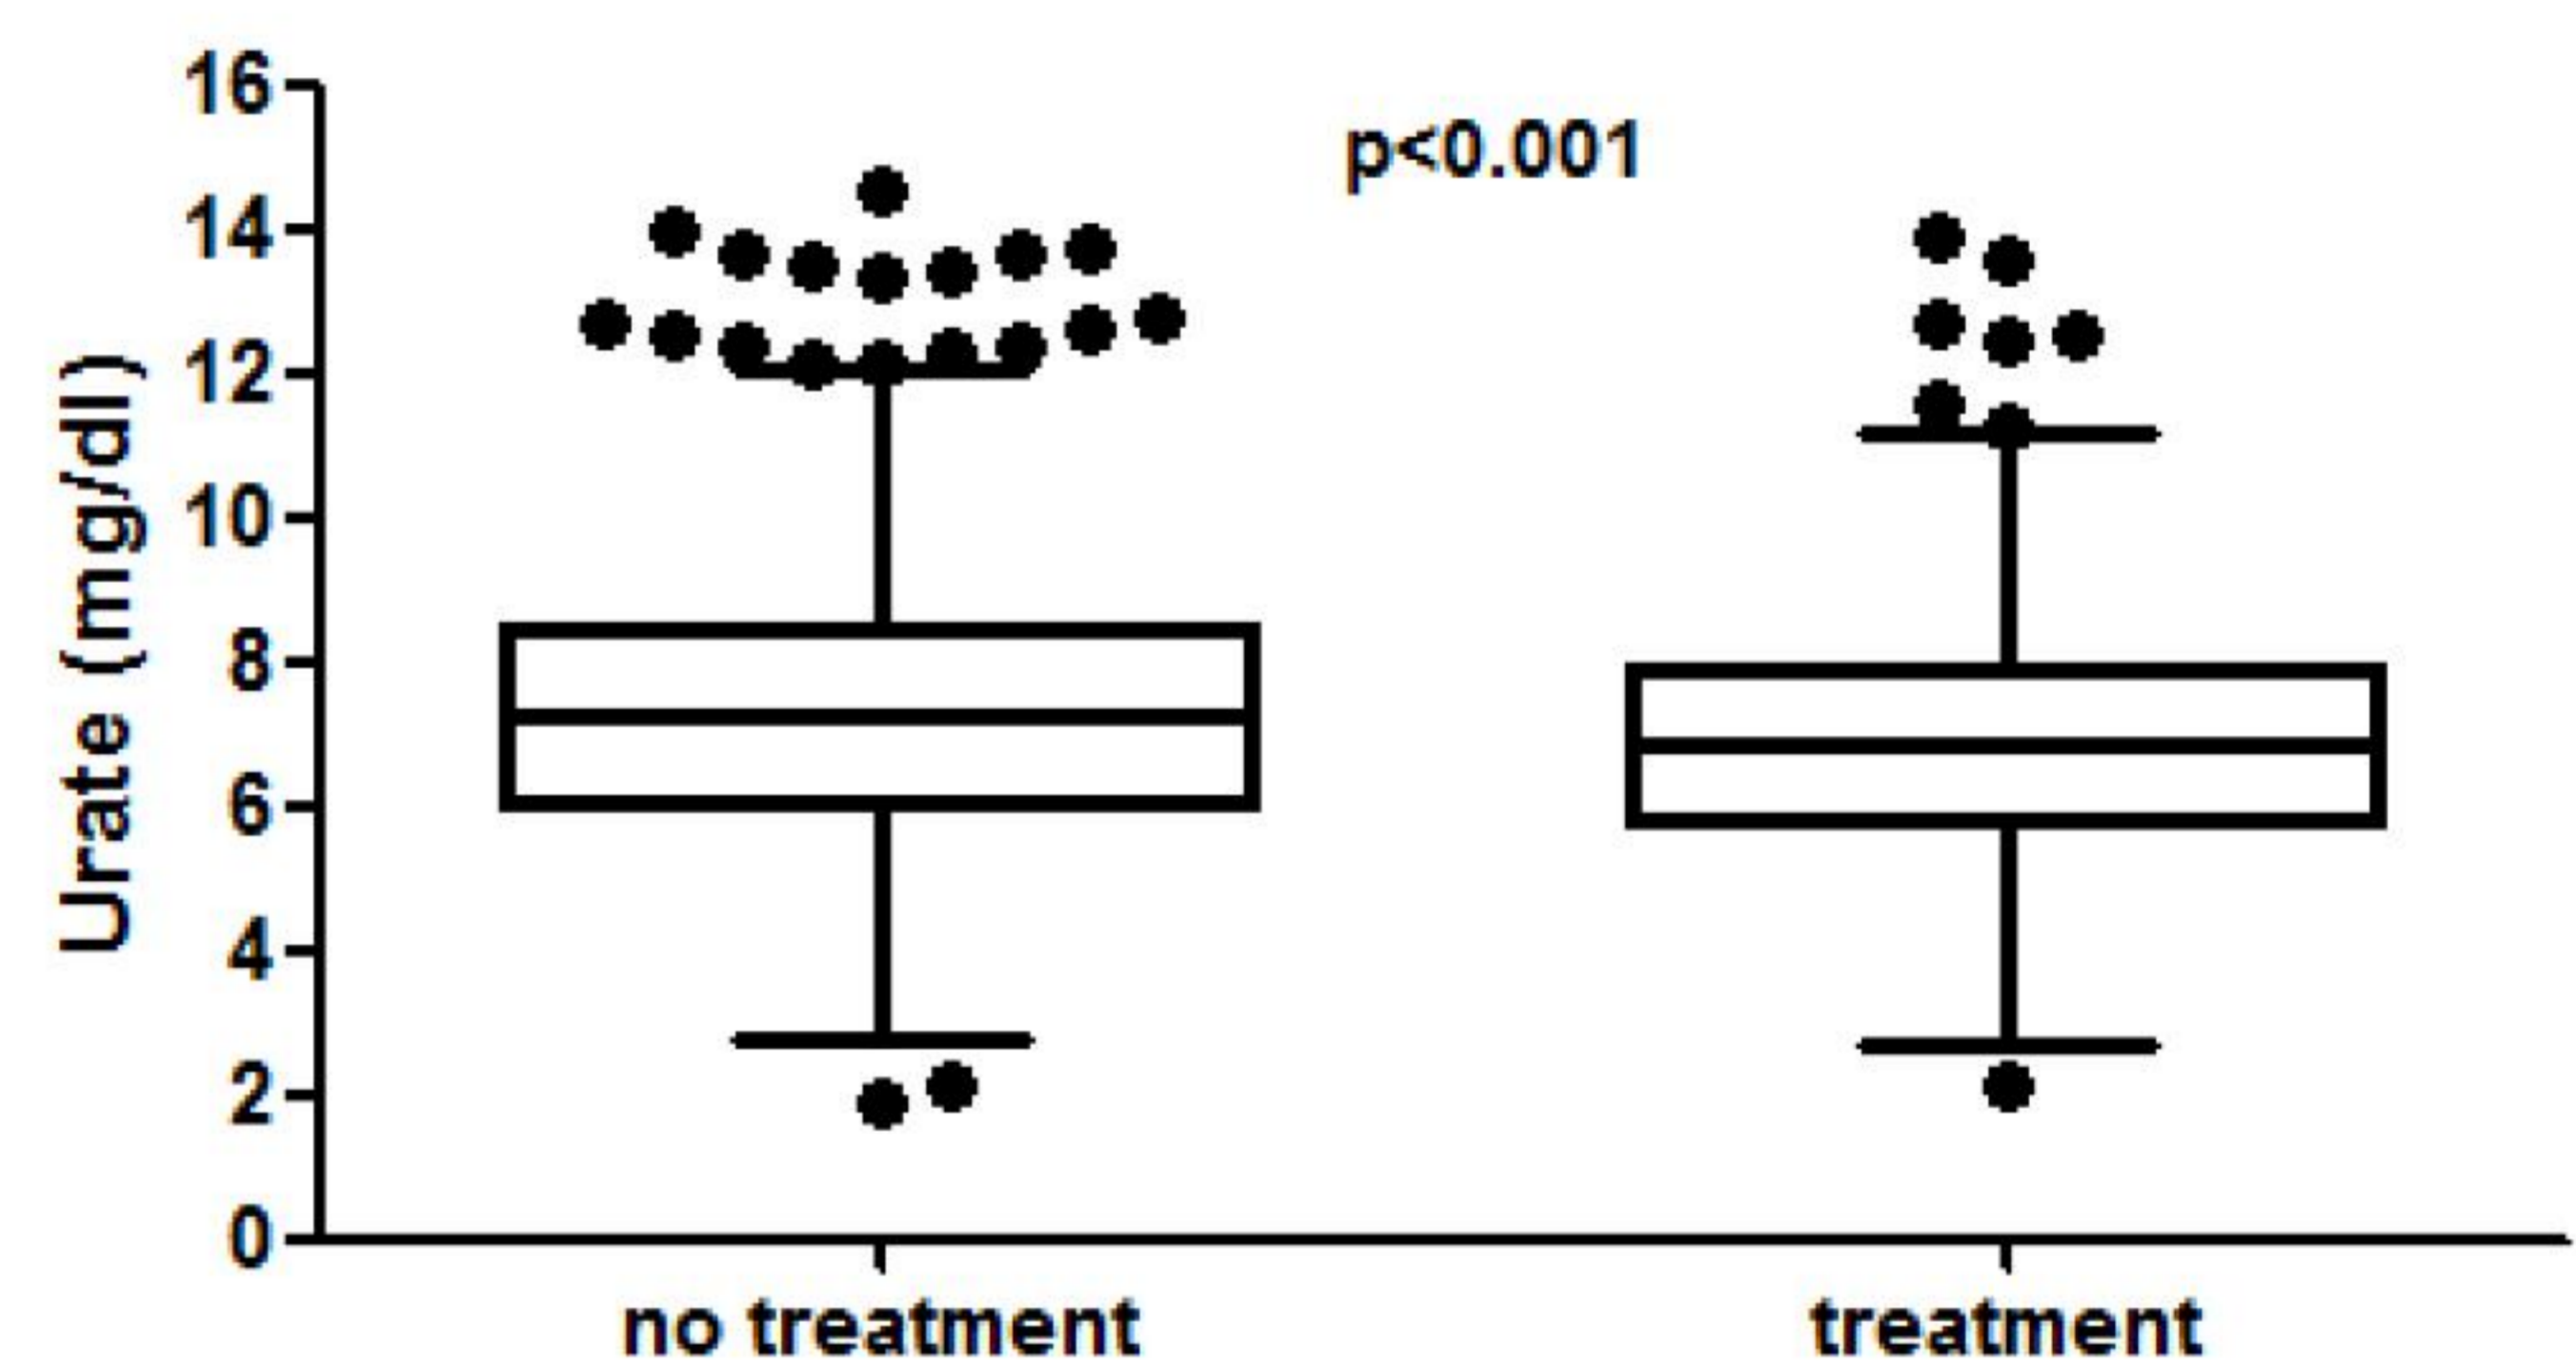 Urate (mg/dl)
16
14
12
10
8
6
4
2
0
p<0.001
no treatment
treatment